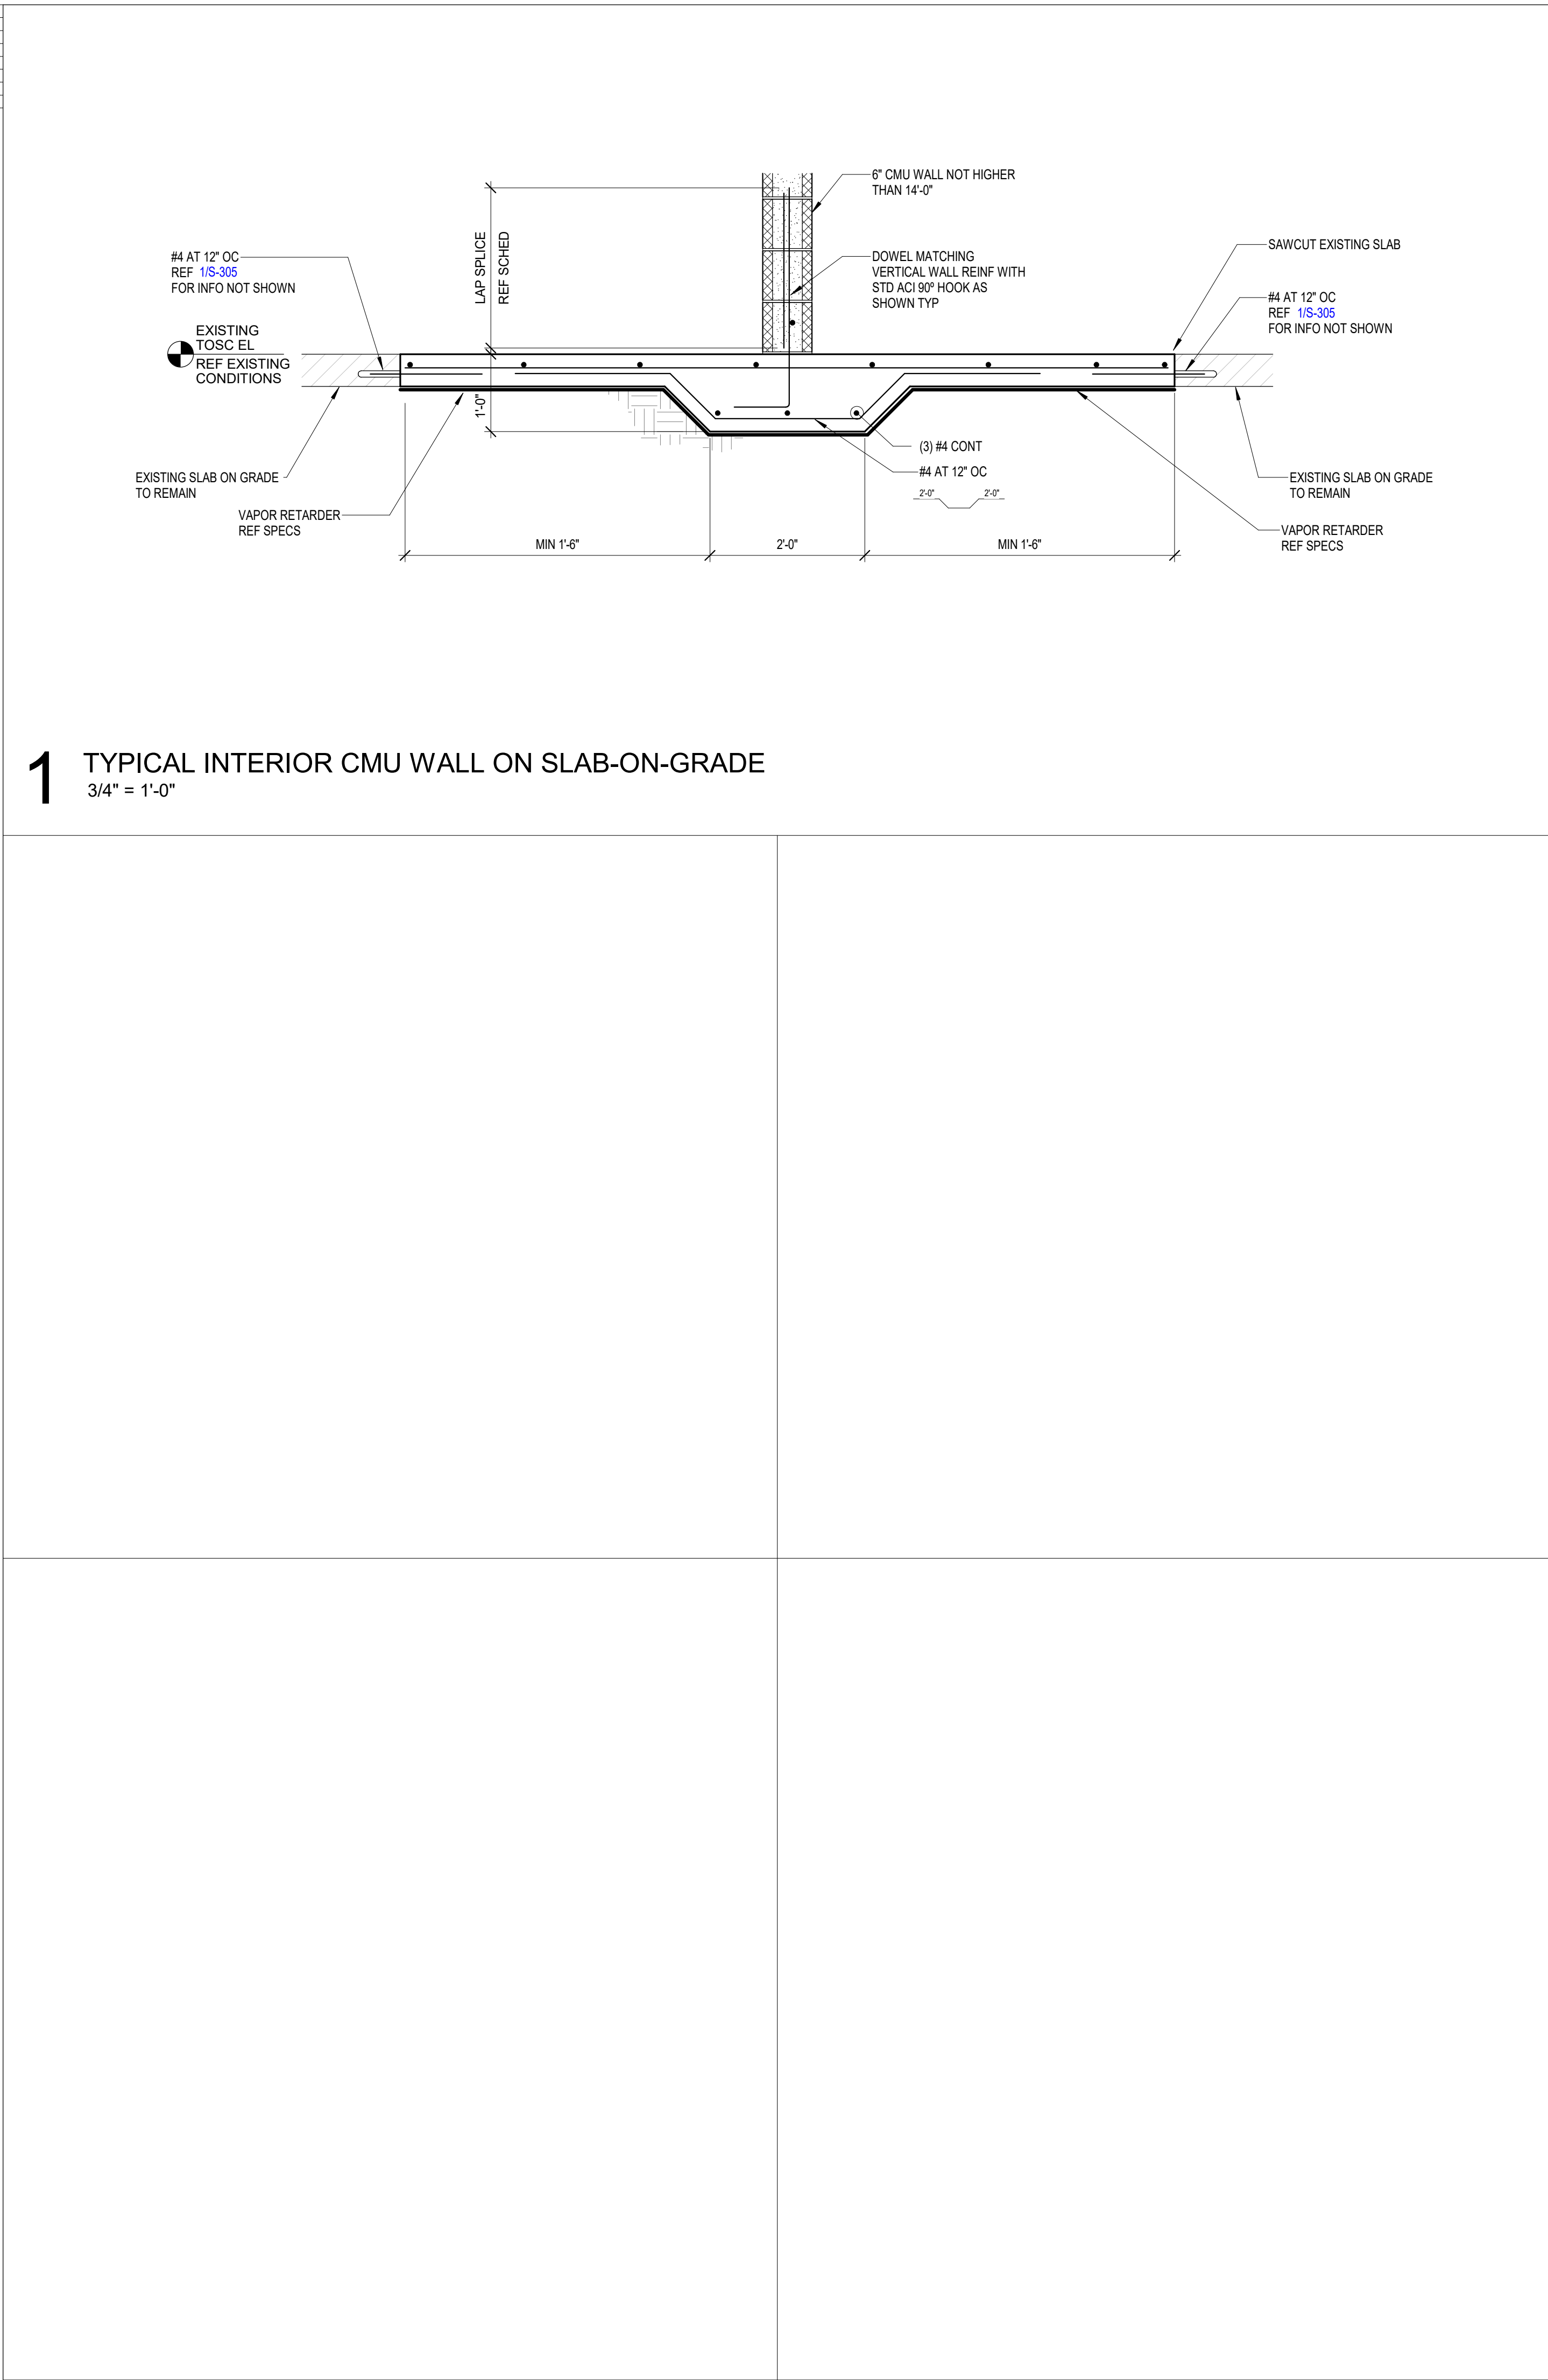 6" CMU WALL NOT HIGHER
THAN 14'-0"
LAP SPLICE
REF SCHED
#4 AT 12" OC
REF 1/S-305
FOR INFO NOT SHOWN
DOWEL MATCHING
VERTICAL WALL REINF WITH
STD ACI 90º HOOK AS
SHOWN TYP
SAWCUT EXISTING SLAB
#4 AT 12" OC
REF 1/S-305
FOR INFO NOT SHOWN
EXISTING
TOSC EL
REF EXISTING
CONDITIONS
1'-0"
(3) #4 CONT
#4 AT 12" OC
2'-0" 2'-0"
EXISTING SLAB ON GRADE
TO REMAIN
VAPOR RETARDER
REF SPECS
EXISTING SLAB ON GRADE
TO REMAIN
VAPOR RETARDER
REF SPECS
MIN 1'-6" 2'-0" MIN 1'-6"
1 TYPICAL INTERIOR CMU WALL ON SLAB-ON-GRADE
3/4" = 1'-0"